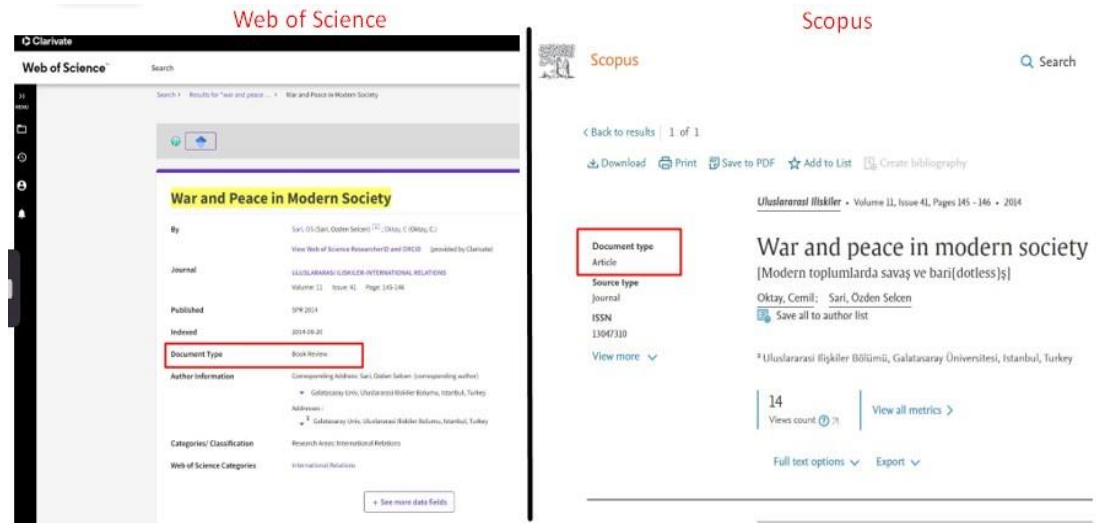 Web of Science
Clarivate
Web of Science™
Search
MENU
Search > Results for "war and peace ... > War and Peace in Modern Society
War and Peace in Modern Society
By
Sari, OS (Sari, Ozden Selcen) [1] ; Oktay, C (Oktay, C.)
View Web of Science ResearcherID and ORCID (provided by Clarivate)
Journal
ULUSLARARASI ILISKILER-INTERNATIONAL RELATIONS
Volume: 11 Issue: 41 Page: 145-146
Published
SPR 2014
Indexed
2014-08-20
Document Type
Book Review
Author Information
Corresponding Address: Sari, Ozden Selcen (corresponding author)
Galatasaray Univ, Uluslararasi Iliskiler Bolumu, Istanbul, Turkey
Addresses :
1 Galatasaray Univ, Uluslararasi Iliskiler Bolumu, Istanbul, Turkey
Categories/ Classification
Research Areas: International Relations
Web of Science Categories
International Relations
+ See more data fields
Scopus
Scopus
Search
< Back to results | 1 of 1
Download Print Save to PDF Add to List Create bibliography
Uluslararasi Iliskiler • Volume 11, Issue 41, Pages 145 - 146 • 2014
Document type
Article
Source type
Journal
ISSN
13047310
View more
War and peace in modern society
[Modern toplumlarda savaş ve bari(dotless)ş]
Oktay, Cemil; Sari, Özden Selcen
Save all to author list
ª Uluslararasi Ilişkiler Bölümü, Galatasaray Üniversitesi, Istanbul, Turkey
14
Views count
View all metrics >
Full text options Export